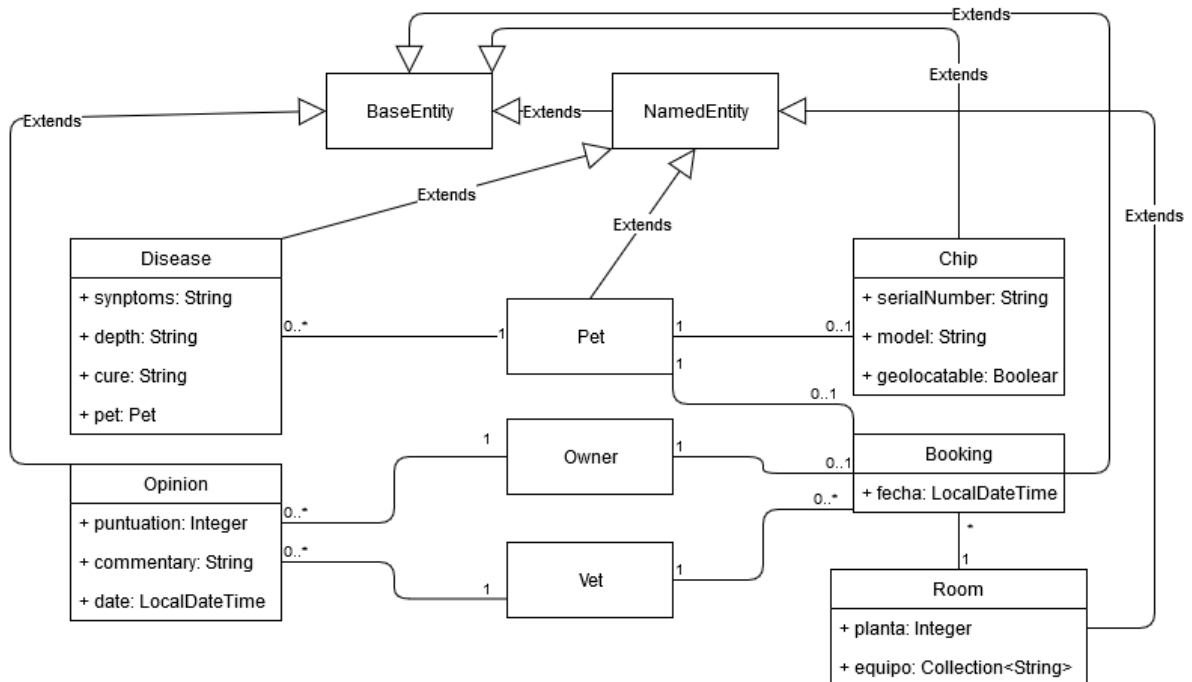 Extends
Extends
BaseEntity
Extends
NamedEntity
Extends
Extends
Extends
Extends
Disease
+ synptoms: String
+ depth: String
+ cure: String
+ pet: Pet
0..*
1
Pet
1
0..1
1
0..1
Chip
+ serialNumber: String
+ model: String
+ geolocatable: Boolear
Opinion
+ puntuation: Integer
+ commentary: String
+ date: LocalDateTime
0..*
1
0..*
1
Owner
1
0..1
Vet
1
0..*
Booking
+ fecha: LocalDateTime
*
1
Room
+ planta: Integer
+ equipo: Collection<String>